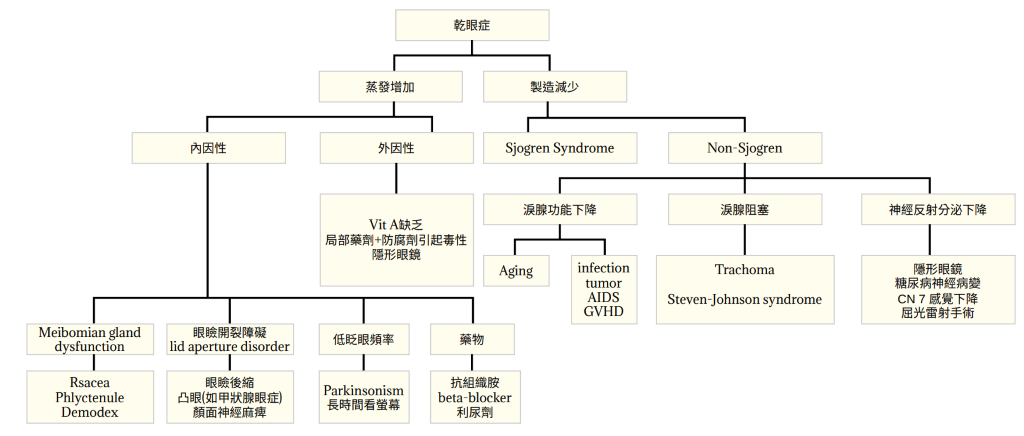 乾眼症
蒸發增加
製造減少
內因性
外因性
Sjogren Syndrome
Non-Sjogren
Vit A缺乏
局部藥劑+防腐劑引起毒性
隱形眼鏡
淚腺功能下降
淚腺阻塞
神經反射分泌下降
Aging
infection
tumor
AIDS
GVHD
Trachoma
Steven-Johnson syndrome
隱形眼鏡
糖尿病神經病變
CN 7 感覺下降
屈光雷射手術
Meibomian gland
dysfunction
眼瞼開裂障礙
lid aperture disorder
低眨眼頻率
藥物
Rsacea
Phlyctenule
Demodex
眼瞼後縮
凸眼(如甲狀腺眼症)
顏面神經麻痺
Parkinsonism
長時間看螢幕
抗組織胺
beta-blocker
利尿劑